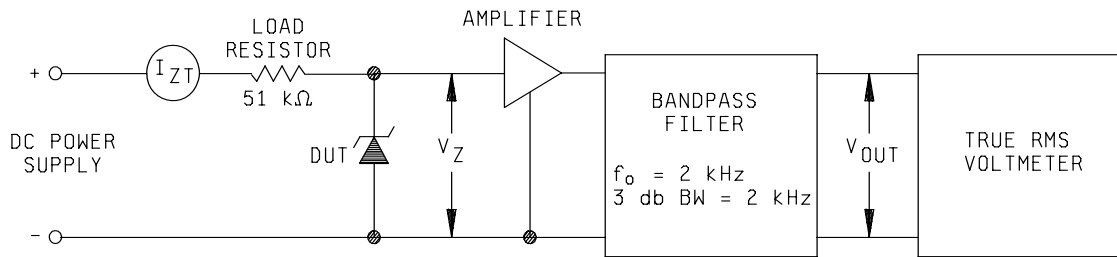 AMPLIFIER
LOAD
RESISTOR
+
I ZT
51 kΩ
DC POWER
SUPPLY
DUT
V Z
BANDPASS
FILTER
f o = 2 kHz
3 db BW = 2 kHz
V OUT
TRUE RMS
VOLTMETER
-